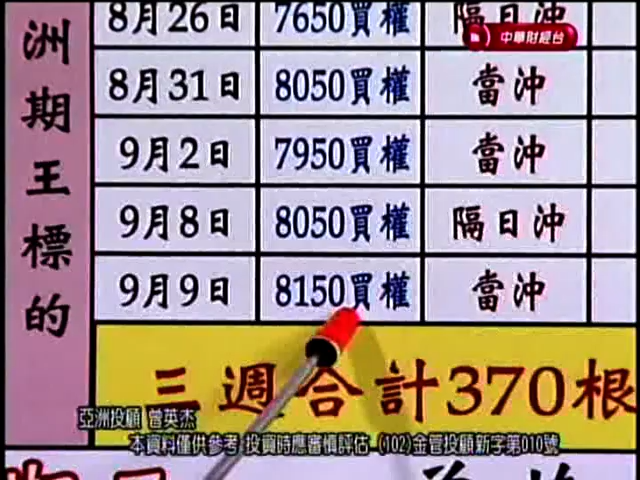 洲期王標的
8月26日 7650買權 隔日沖
中華財經台
8月31日 8050買權 當沖
9月2日 7950買權 當沖
9月8日 8050買權 隔日沖
9月9日 8150買權 當沖
三週合計370根
亞洲投顧 曾英杰
本資料僅供參考 投資時應審慎評估 (102)金管投顧新字第010號